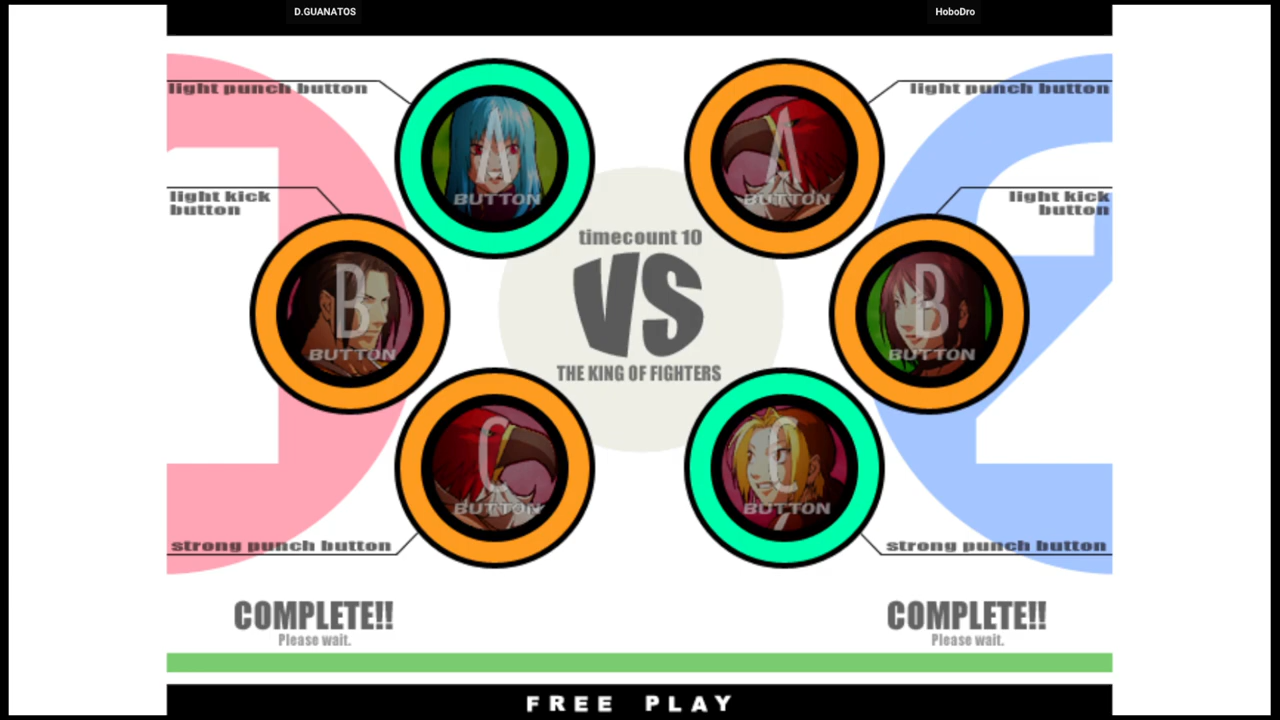 D.GUANATOS
HoboDro
light punch button
light punch button
A
BUTTON
A
BUTTON
light kick
button
light kick
button
timecount 10
VS
THE KING OF FIGHTERS
B
BUTTON
B
BUTTON
1
2
C
BUTTON
C
BUTTON
strong punch button
strong punch button
COMPLETE!!
Please wait.
COMPLETE!!
Please wait.
FREE PLAY